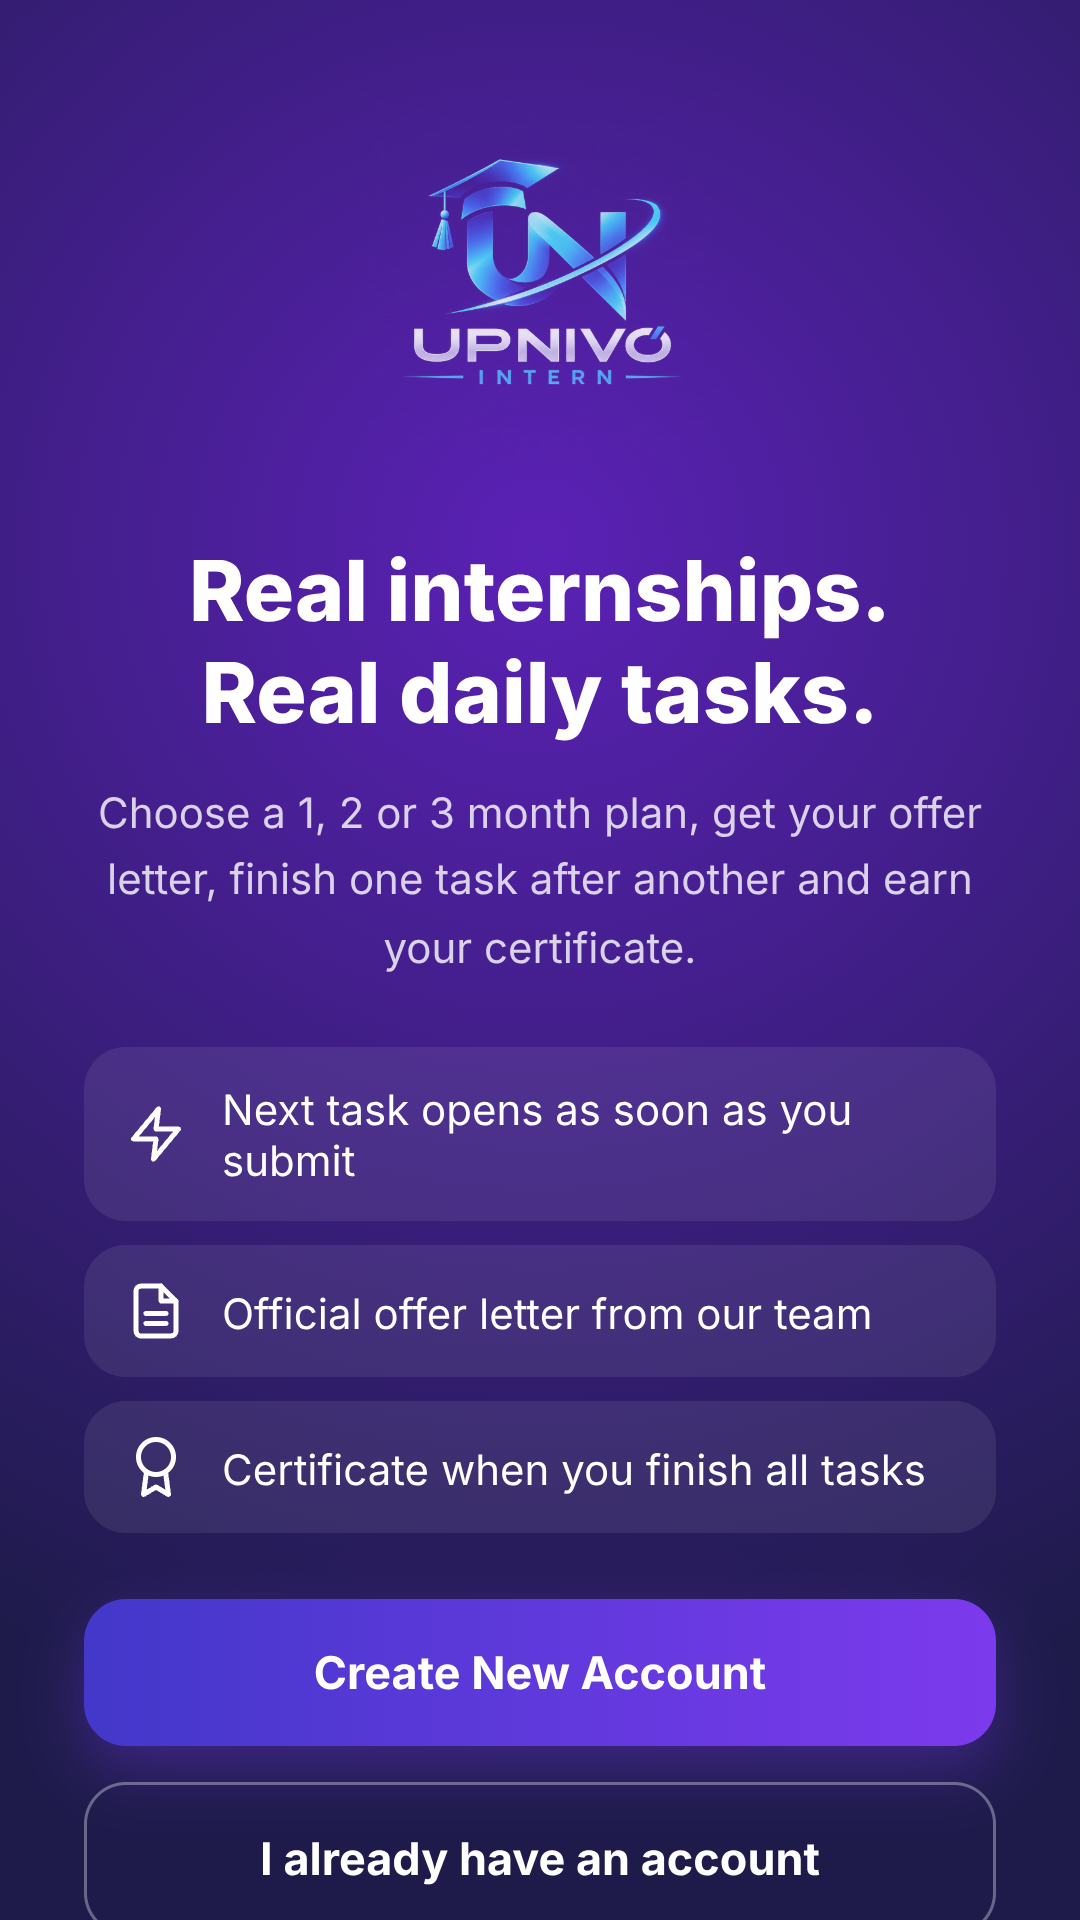 UPNIVO
INTERN
Real internships.
Real daily tasks.
Choose a 1, 2 or 3 month plan, get your offer
letter, finish one task after another and earn
your certificate.
Next task opens as soon as you
submit
Official offer letter from our team
Certificate when you finish all tasks
Create New Account
I already have an account